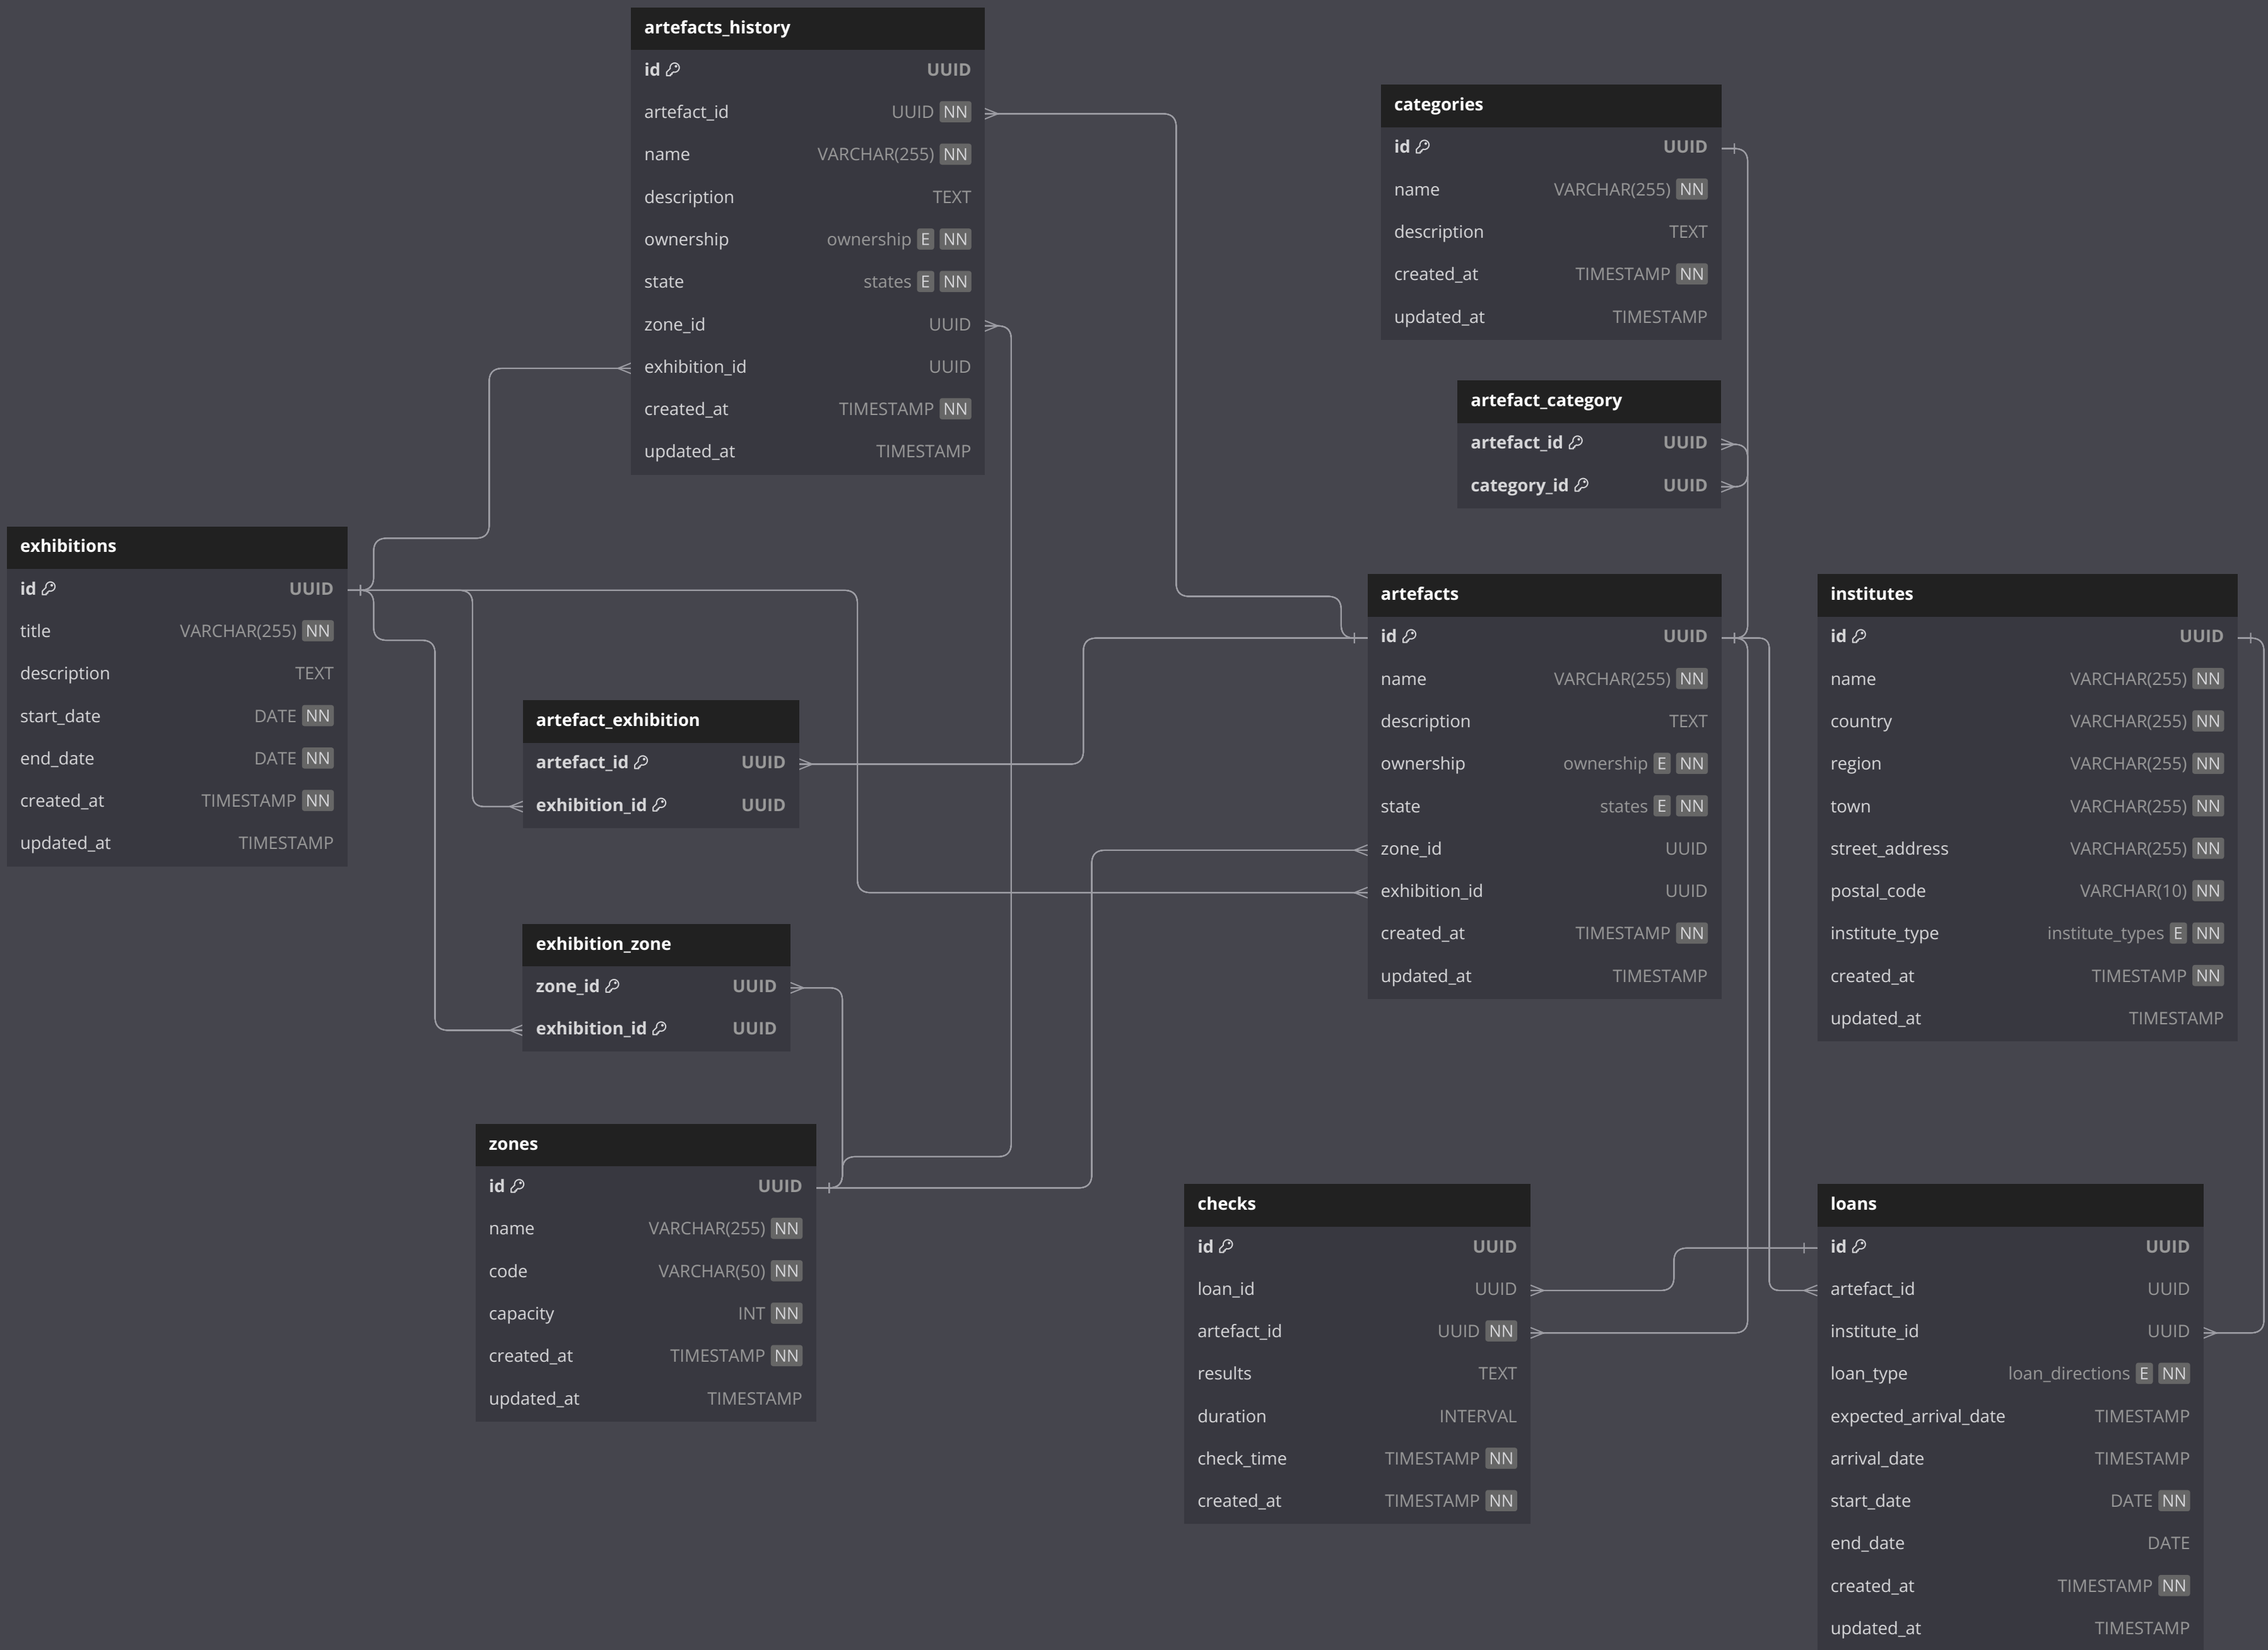 artefacts_history
id UUID
artefact_id UUID NN
name VARCHAR(255) NN
description TEXT
ownership ownership E NN
state states E NN
zone_id UUID
exhibition_id UUID
created_at TIMESTAMP NN
updated_at TIMESTAMP
categories
id UUID
name VARCHAR(255) NN
description TEXT
created_at TIMESTAMP NN
updated_at TIMESTAMP
artefact_category
artefact_id UUID
category_id UUID
exhibitions
id UUID
title VARCHAR(255) NN
description TEXT
start_date DATE NN
end_date DATE NN
created_at TIMESTAMP NN
updated_at TIMESTAMP
artefact_exhibition
artefact_id UUID
exhibition_id UUID
artefacts
id UUID
name VARCHAR(255) NN
description TEXT
ownership ownership E NN
state states E NN
zone_id UUID
exhibition_id UUID
created_at TIMESTAMP NN
updated_at TIMESTAMP
institutes
id UUID
name VARCHAR(255) NN
country VARCHAR(255) NN
region VARCHAR(255) NN
town VARCHAR(255) NN
street_address VARCHAR(255) NN
postal_code VARCHAR(10) NN
institute_type institute_types E NN
created_at TIMESTAMP NN
updated_at TIMESTAMP
exhibition_zone
zone_id UUID
exhibition_id UUID
zones
id UUID
name VARCHAR(255) NN
code VARCHAR(50) NN
capacity INT NN
created_at TIMESTAMP NN
updated_at TIMESTAMP
checks
id UUID
loan_id UUID
artefact_id UUID NN
results TEXT
duration INTERVAL
check_time TIMESTAMP NN
created_at TIMESTAMP NN
loans
id UUID
artefact_id UUID
institute_id UUID
loan_type loan_directions E NN
expected_arrival_date TIMESTAMP
arrival_date TIMESTAMP
start_date DATE NN
end_date DATE
created_at TIMESTAMP NN
updated_at TIMESTAMP